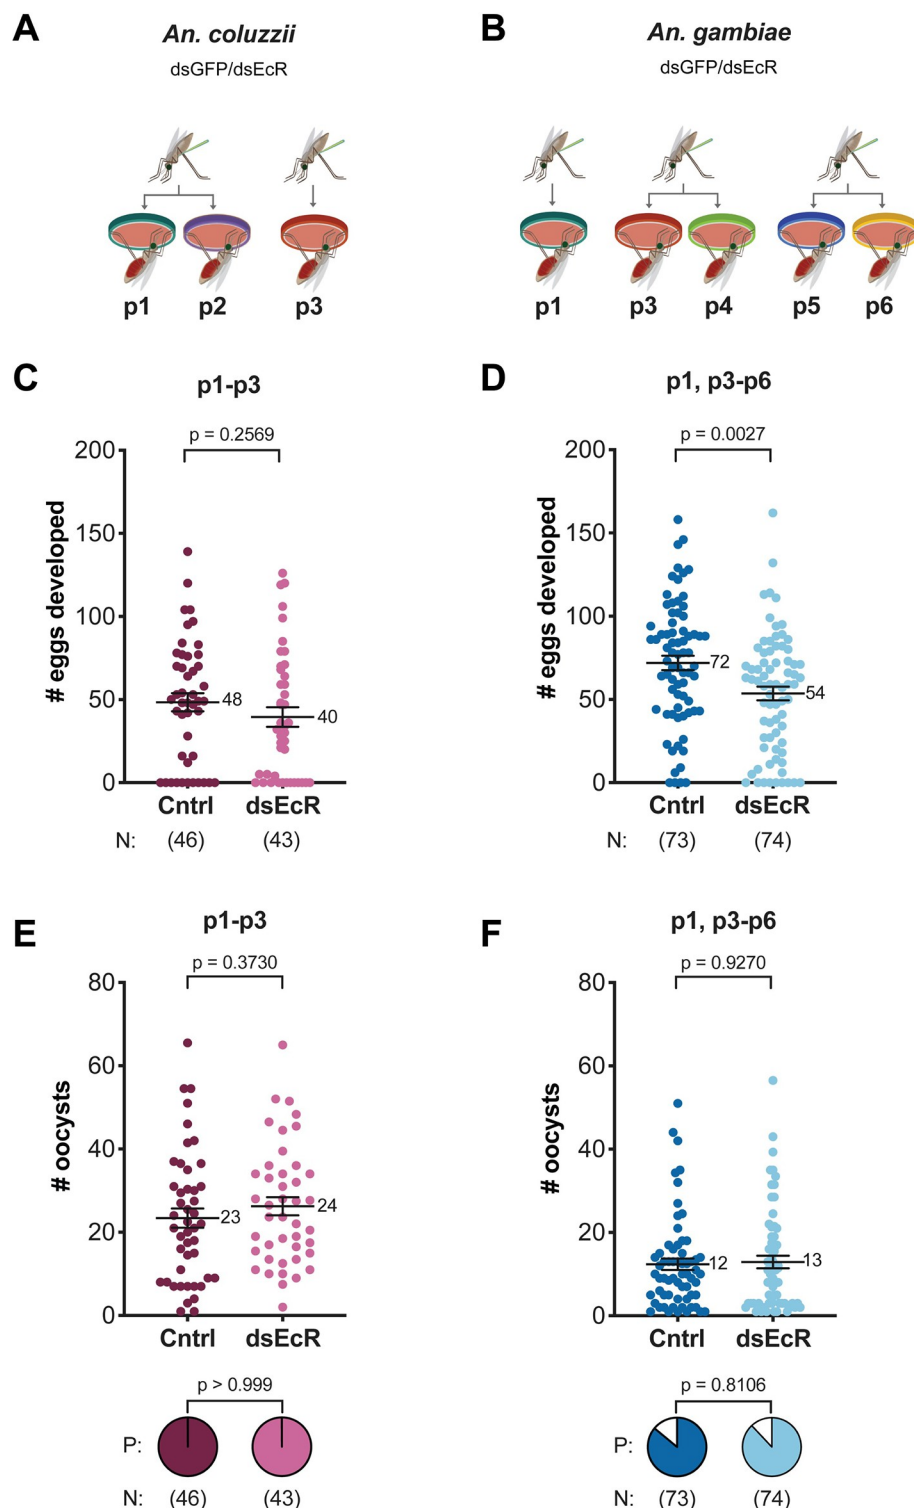 A
An. coluzzii
dsGFP/dsEcR
p1 p2 p3
B
An. gambiae
dsGFP/dsEcR
p1 p3 p4 p5 p6
C
p1-p3
p = 0.2569
# eggs developed
200
150
100
50
0
48
40
Cntrl dsEcR
N: (46) (43)
D
p1, p3-p6
p = 0.0027
# eggs developed
200
150
100
50
0
72
54
Cntrl dsEcR
N: (73) (74)
E
p1-p3
p = 0.3730
# oocysts
80
60
40
20
0
23
24
Cntrl dsEcR
p > 0.999
P:
N: (46) (43)
F
p1, p3-p6
p = 0.9270
# oocysts
80
60
40
20
0
12
13
Cntrl dsEcR
p = 0.8106
P:
N: (73) (74)